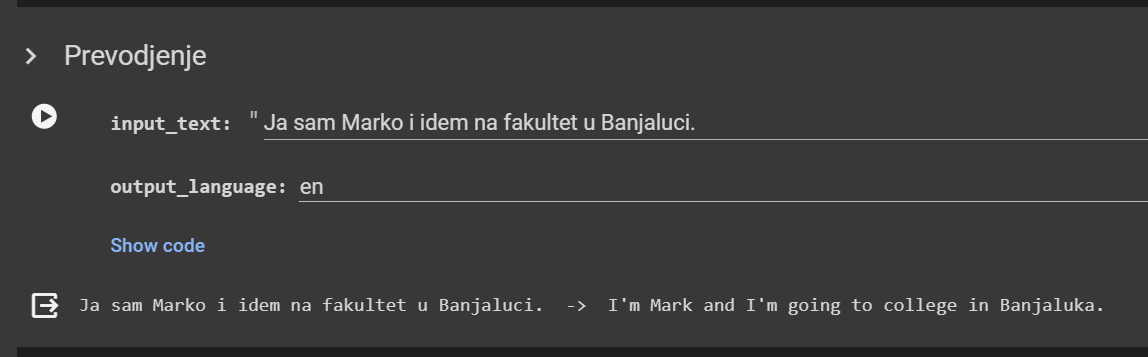 Prevodjenje
input_text: " Ja sam Marko i idem na fakultet u Banjaluci.
output_language: en
Show code
Ja sam Marko i idem na fakultet u Banjaluci. -> I'm Mark and I'm going to college in Banjaluka.